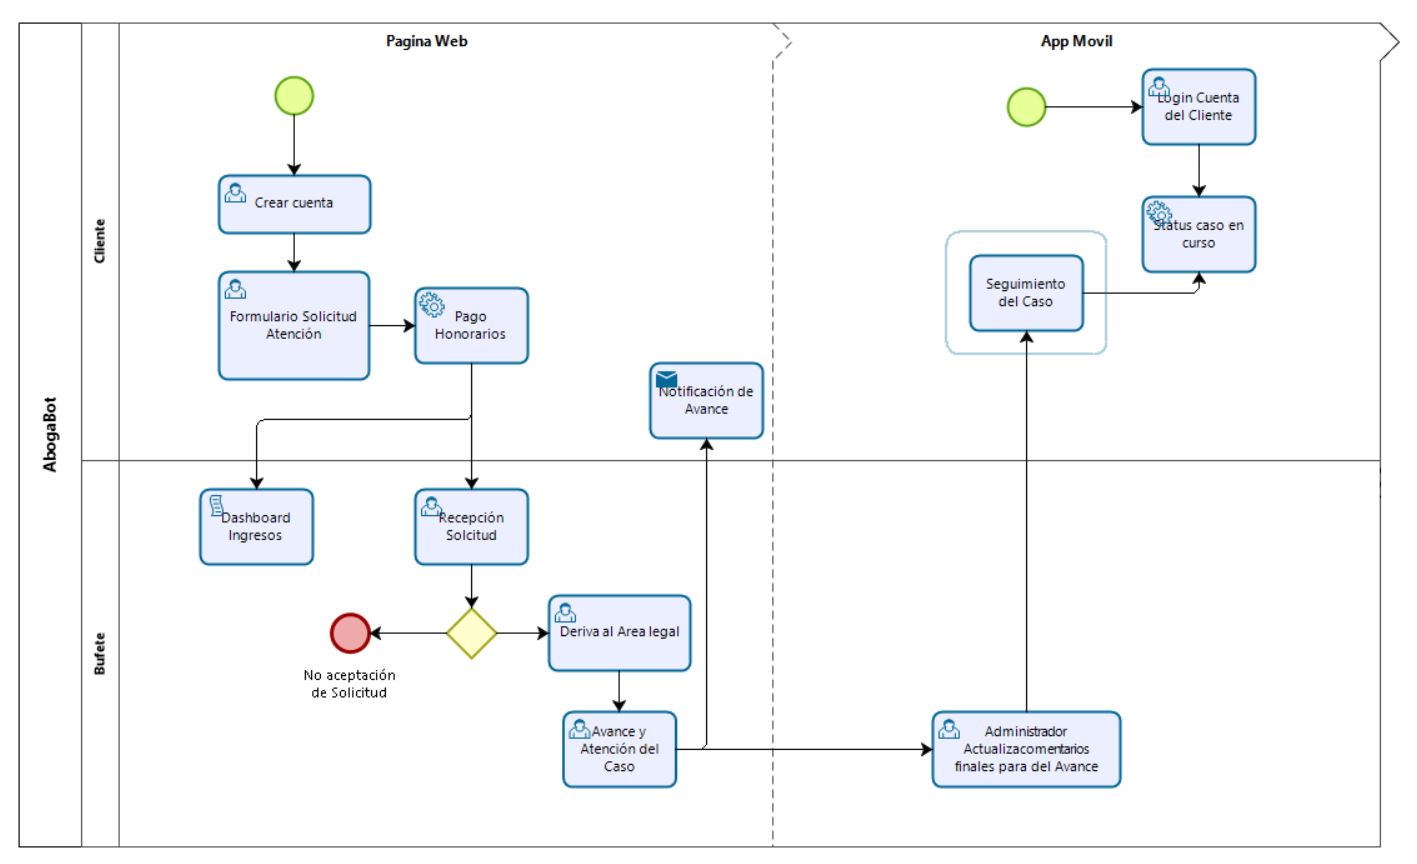 Pagina Web
App Movil
AbogaBot
Cliente
Bufete
Crear cuenta
Formulario Solicitud
Atención
Pago
Honorarios
Notificación de
Avance
Login Cuenta
del Cliente
Status caso en
curso
Seguimiento
del Caso
Dashboard
Ingresos
Recepción
Solcitud
No aceptación
de Solicitud
Deriva al Area legal
Avance y
Atención del
Caso
Administrador
Actualizacomentarios
finales para del Avance